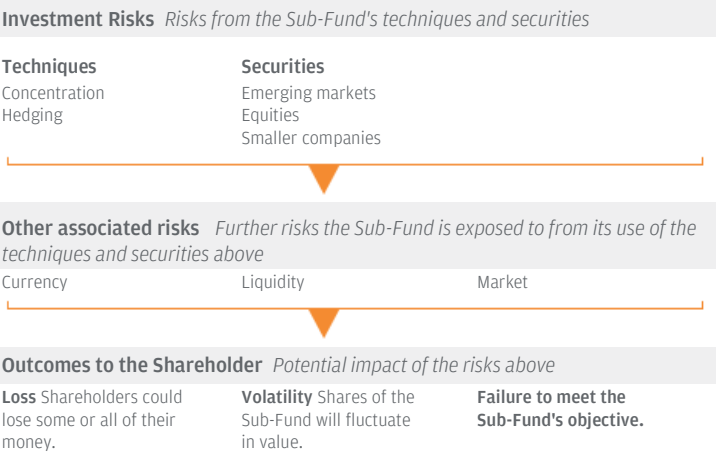 Investment Risks Risks from the Sub-Fund's techniques and securities
Techniques
Concentration
Hedging
Securities
Emerging markets
Equities
Smaller companies
Other associated risks Further risks the Sub-Fund is exposed to from its use of the
techniques and securities above
Currency
Liquidity
Market
Outcomes to the Shareholder Potential impact of the risks above
Loss Shareholders could
lose some or all of their
money.
Volatility Shares of the
Sub-Fund will fluctuate
in value.
Failure to meet the
Sub-Fund's objective.